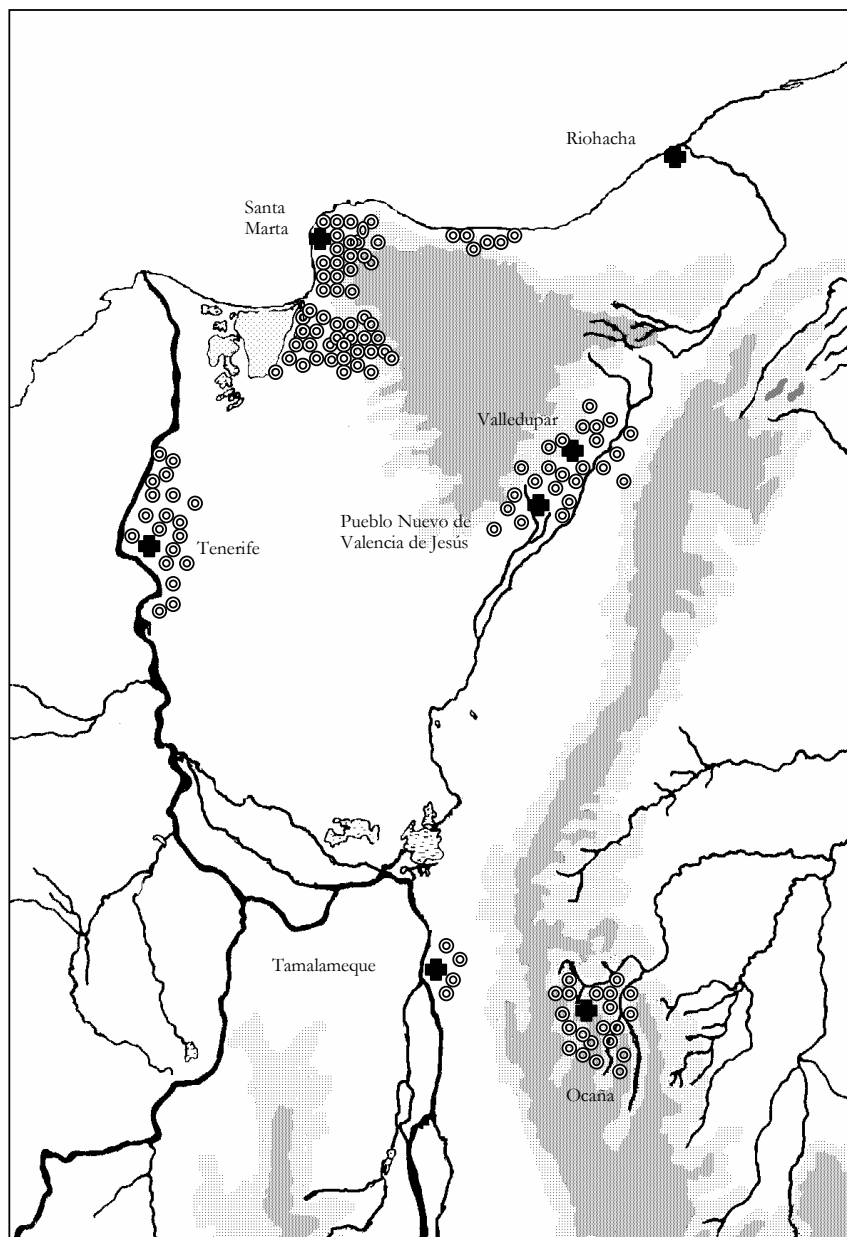 Riohacha
Santa
Marta
Valledupar
Pueblo Nuevo de
Valencia de Jesús
Tenerife
Tamalameque
Ocaña